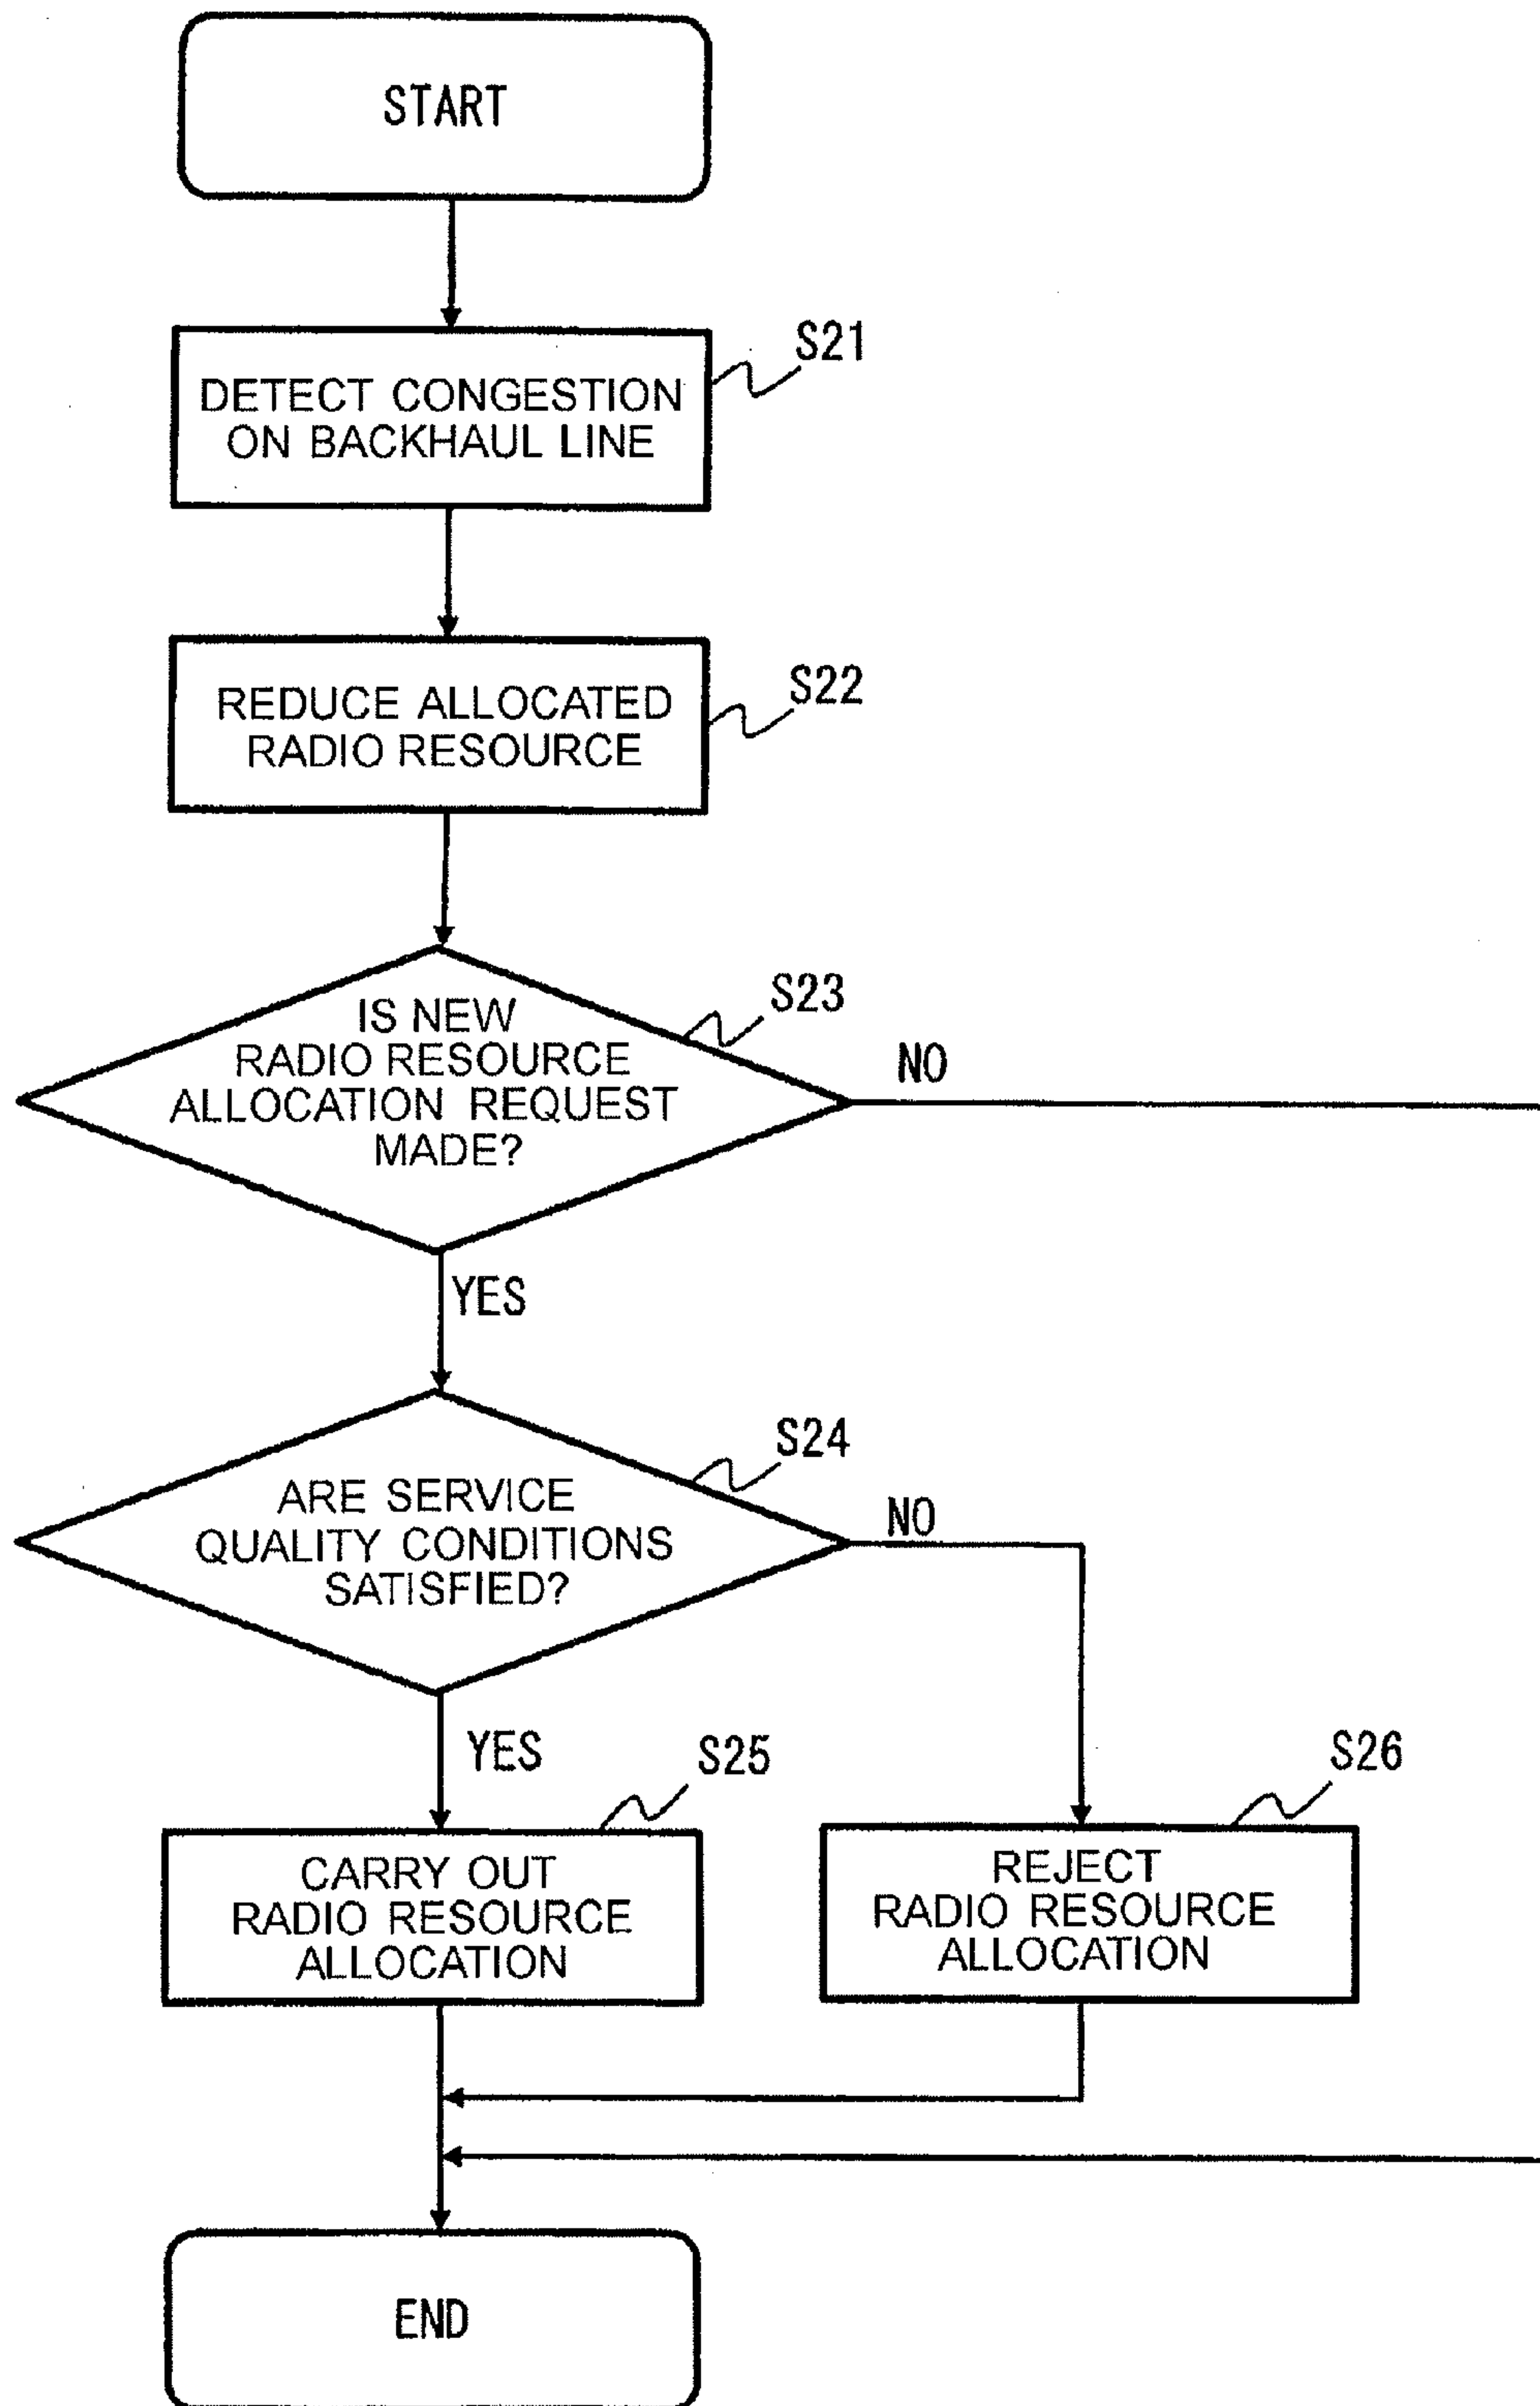 START
S21
DETECT CONGESTION
ON BACKHAUL LINE
S22
REDUCE ALLOCATED
RADIO RESOURCE
S23
IS NEW
RADIO RESOURCE
ALLOCATION REQUEST
MADE?
NO
YES
S24
ARE SERVICE
QUALITY CONDITIONS
SATISFIED?
NO
YES
S25
CARRY OUT
RADIO RESOURCE
ALLOCATION
S26
REJECT
RADIO RESOURCE
ALLOCATION
END